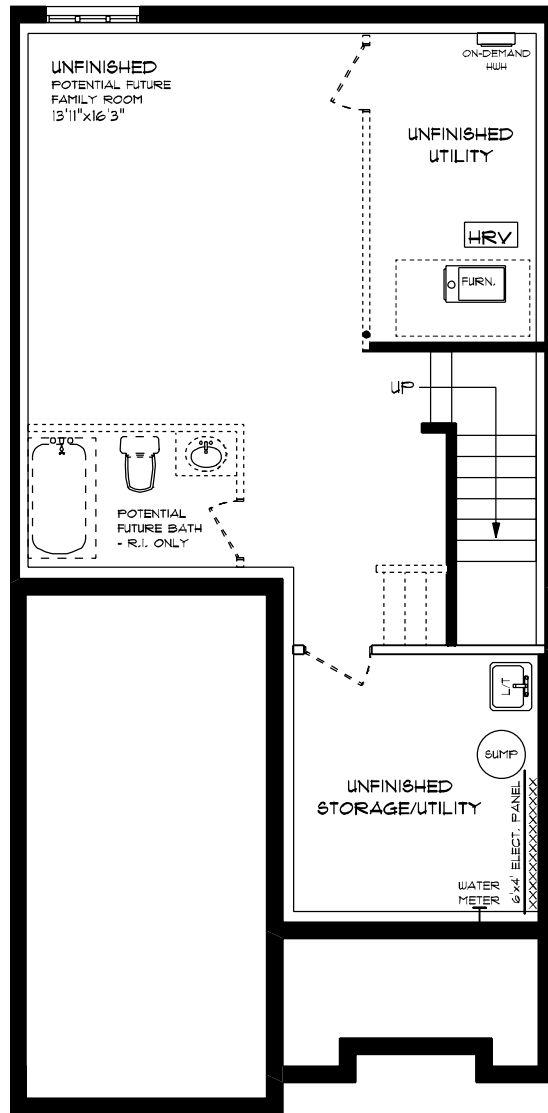 UNFINISHED
POTENTIAL FUTURE
FAMILY ROOM
13'11"x16'3"
ON-DEMAND
HWH
UNFINISHED
UTILITY
HRV
FURN.
UP
POTENTIAL
FUTURE BATH
- R.I. ONLY
L/T
SUMP
UNFINISHED
STORAGE/UTILITY
6'x4' ELECT. PANEL
WATER
METER